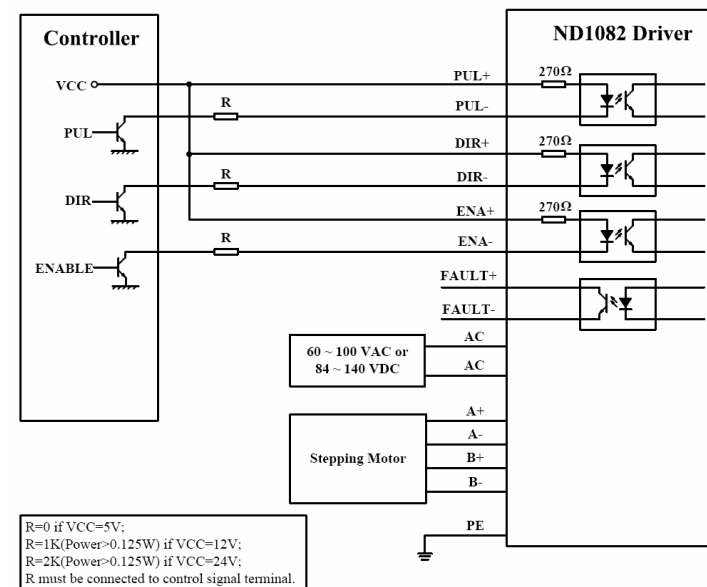 Controller
ND1082 Driver
VCC
PUL+
270Ω
R
PUL-
PUL
DIR+
270Ω
R
DIR-
DIR
ENA+
270Ω
R
ENA-
ENABLE
FAULT+
FAULT-
AC
60 ~ 100 VAC or
84 ~ 140 VDC
AC
A+
A-
Stepping Motor
B+
B-
PE
R=0 if VCC=5V;
R=1K(Power>0.125W) if VCC=12V;
R=2K(Power>0.125W) if VCC=24V;
R must be connected to control signal terminal.